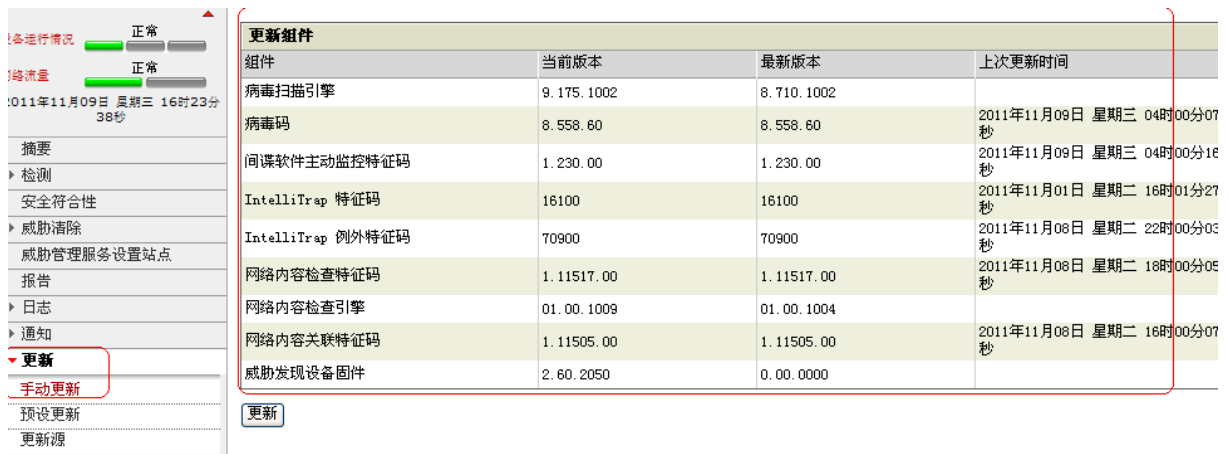 正常
备运行情况
正常
网络流量
2011年11月09日 星期三 16时23分
38秒
摘要
检测
安全符合性
威胁清除
威胁管理服务设置站点
报告
日志
通知
更新
手动更新
预设更新
更新源
更新组件
组件 当前版本 最新版本 上次更新时间
病毒扫描引擎 9.175.1002 8.710.1002
病毒码 8.558.60 8.558.60 2011年11月09日 星期三 04时00分07
秒
间谍软件主动监控特征码 1.230.00 1.230.00 2011年11月09日 星期三 04时00分16
秒
IntelliTrap 特征码 16100 16100 2011年11月01日 星期二 16时01分27
秒
IntelliTrap 例外特征码 70900 70900 2011年11月08日 星期二 22时00分03
秒
网络内容检查特征码 1.11517.00 1.11517.00 2011年11月08日 星期二 18时00分05
秒
网络内容检查引擎 01.00.1009 01.00.1004
网络内容关联特征码 1.11505.00 1.11505.00 2011年11月08日 星期二 16时00分07
秒
威胁发现设备固件 2.60.2050 0.00.0000
更新